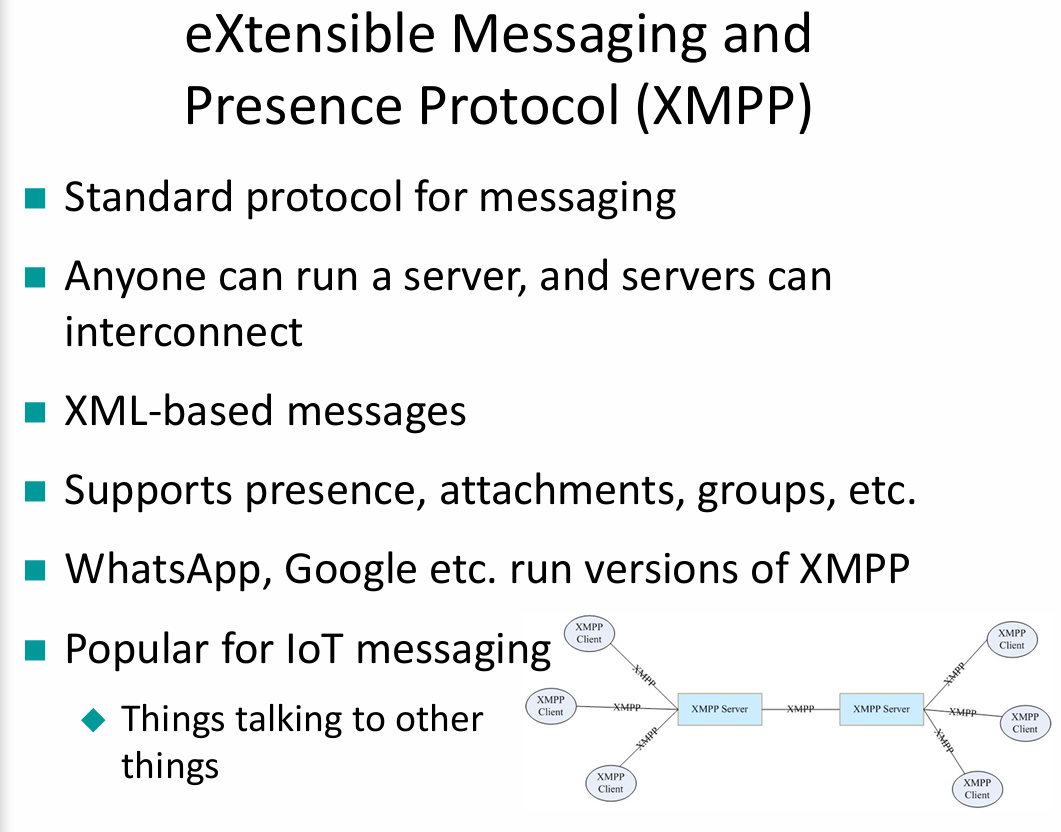 eXtensible Messaging and
Presence Protocol (XMPP)
Standard protocol for messaging
Anyone can run a server, and servers can
interconnect
XML-based messages
Supports presence, attachments, groups, etc.
WhatsApp, Google etc. run versions of XMPP
Popular for IoT messaging
Things talking to other
things
XMPP
Client
XMPP
XMPP
Client
XMPP
XMPP
Client
XMPP
XMPP Server
XMPP
XMPP Server
XMPP
XMPP
Client
XMPP
XMPP
Client
XMPP
XMPP
Client